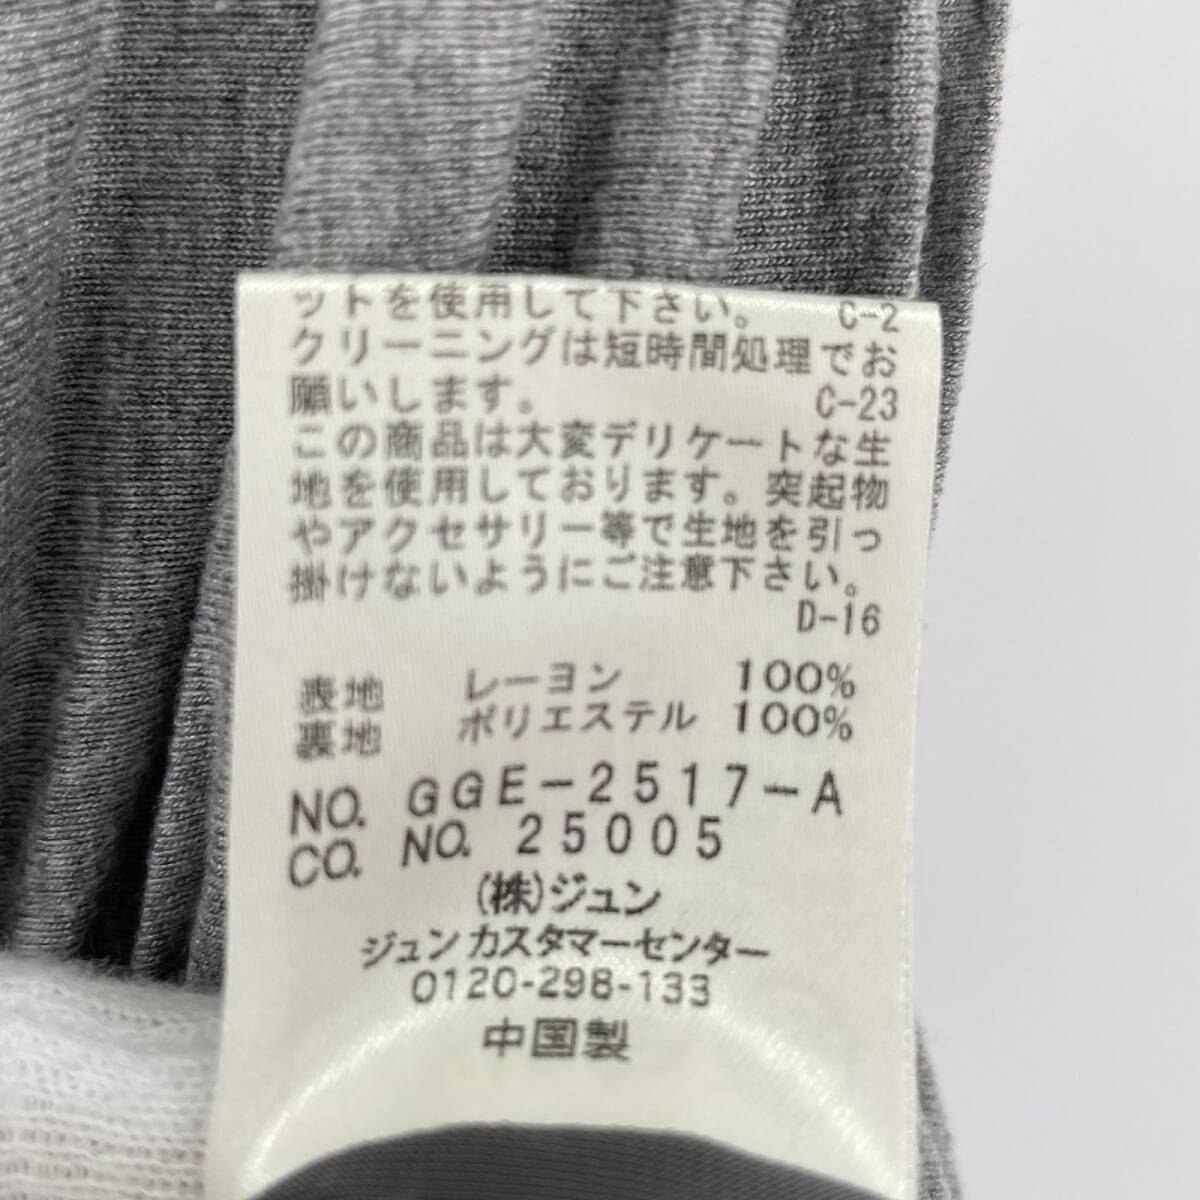 ットを使用して下さい。 C-2
クリーニングは短時間処理でお
願いします。 C-23
この商品は大変デリケートな生
地を使用しております。突起物
やアクセサリー等で生地を引っ
掛けないようにご注意下さい。
D-16
表地 レーヨン 100%
裏地 ポリエステル 100%
NO. GGE-2517-A
CO. NO. 25005
(株)ジュン
ジュンカスタマーセンター
0120-298-133
中国製